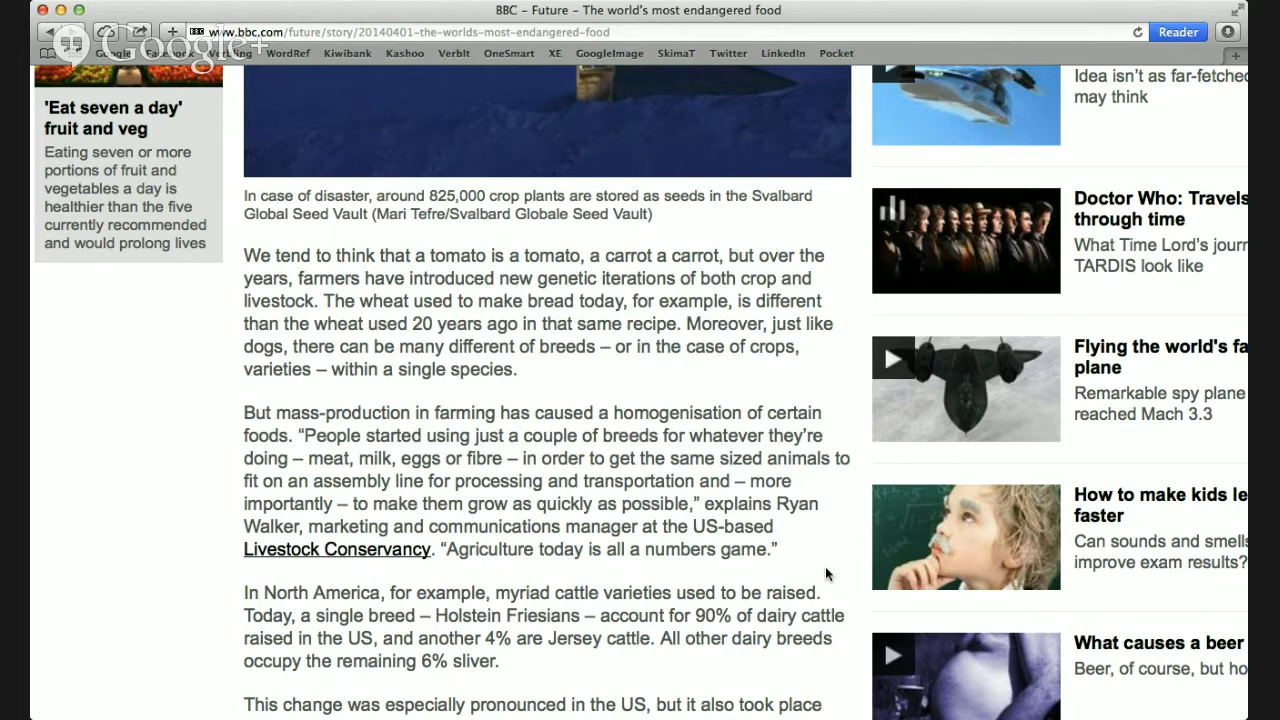 BBC - Future - The world's most endangered food
Google+
www.bbc.com/future/story/20140401-the-worlds-most-endangered-food
Reader
Google Facebook Verbling WordRef Kiwibank Kashoo VerbIt OneSmart XE GoogleImage SkimaT Twitter LinkedIn Pocket
'Eat seven a day'
fruit and veg
Eating seven or more
portions of fruit and
vegetables a day is
healthier than the five
currently recommended
and would prolong lives
In case of disaster, around 825,000 crop plants are stored as seeds in the Svalbard
Global Seed Vault (Mari Tefre/Svalbard Globale Seed Vault)
We tend to think that a tomato is a tomato, a carrot a carrot, but over the
years, farmers have introduced new genetic iterations of both crop and
livestock. The wheat used to make bread today, for example, is different
than the wheat used 20 years ago in that same recipe. Moreover, just like
dogs, there can be many different of breeds – or in the case of crops,
varieties – within a single species.
But mass-production in farming has caused a homogenisation of certain
foods. “People started using just a couple of breeds for whatever they’re
doing – meat, milk, eggs or fibre – in order to get the same sized animals to
fit on an assembly line for processing and transportation and – more
importantly – to make them grow as quickly as possible,” explains Ryan
Walker, marketing and communications manager at the US-based
Livestock Conservancy. “Agriculture today is all a numbers game.”
In North America, for example, myriad cattle varieties used to be raised.
Today, a single breed – Holstein Friesians – account for 90% of dairy cattle
raised in the US, and another 4% are Jersey cattle. All other dairy breeds
occupy the remaining 6% sliver.
This change was especially pronounced in the US, but it also took place
Idea isn’t as far-fetched
may think
Doctor Who: Travels
through time
What Time Lord’s journ
TARDIS look like
Flying the world's fa
plane
Remarkable spy plane
reached Mach 3.3
How to make kids le
faster
Can sounds and smells
improve exam results?
What causes a beer
Beer, of course, but ho